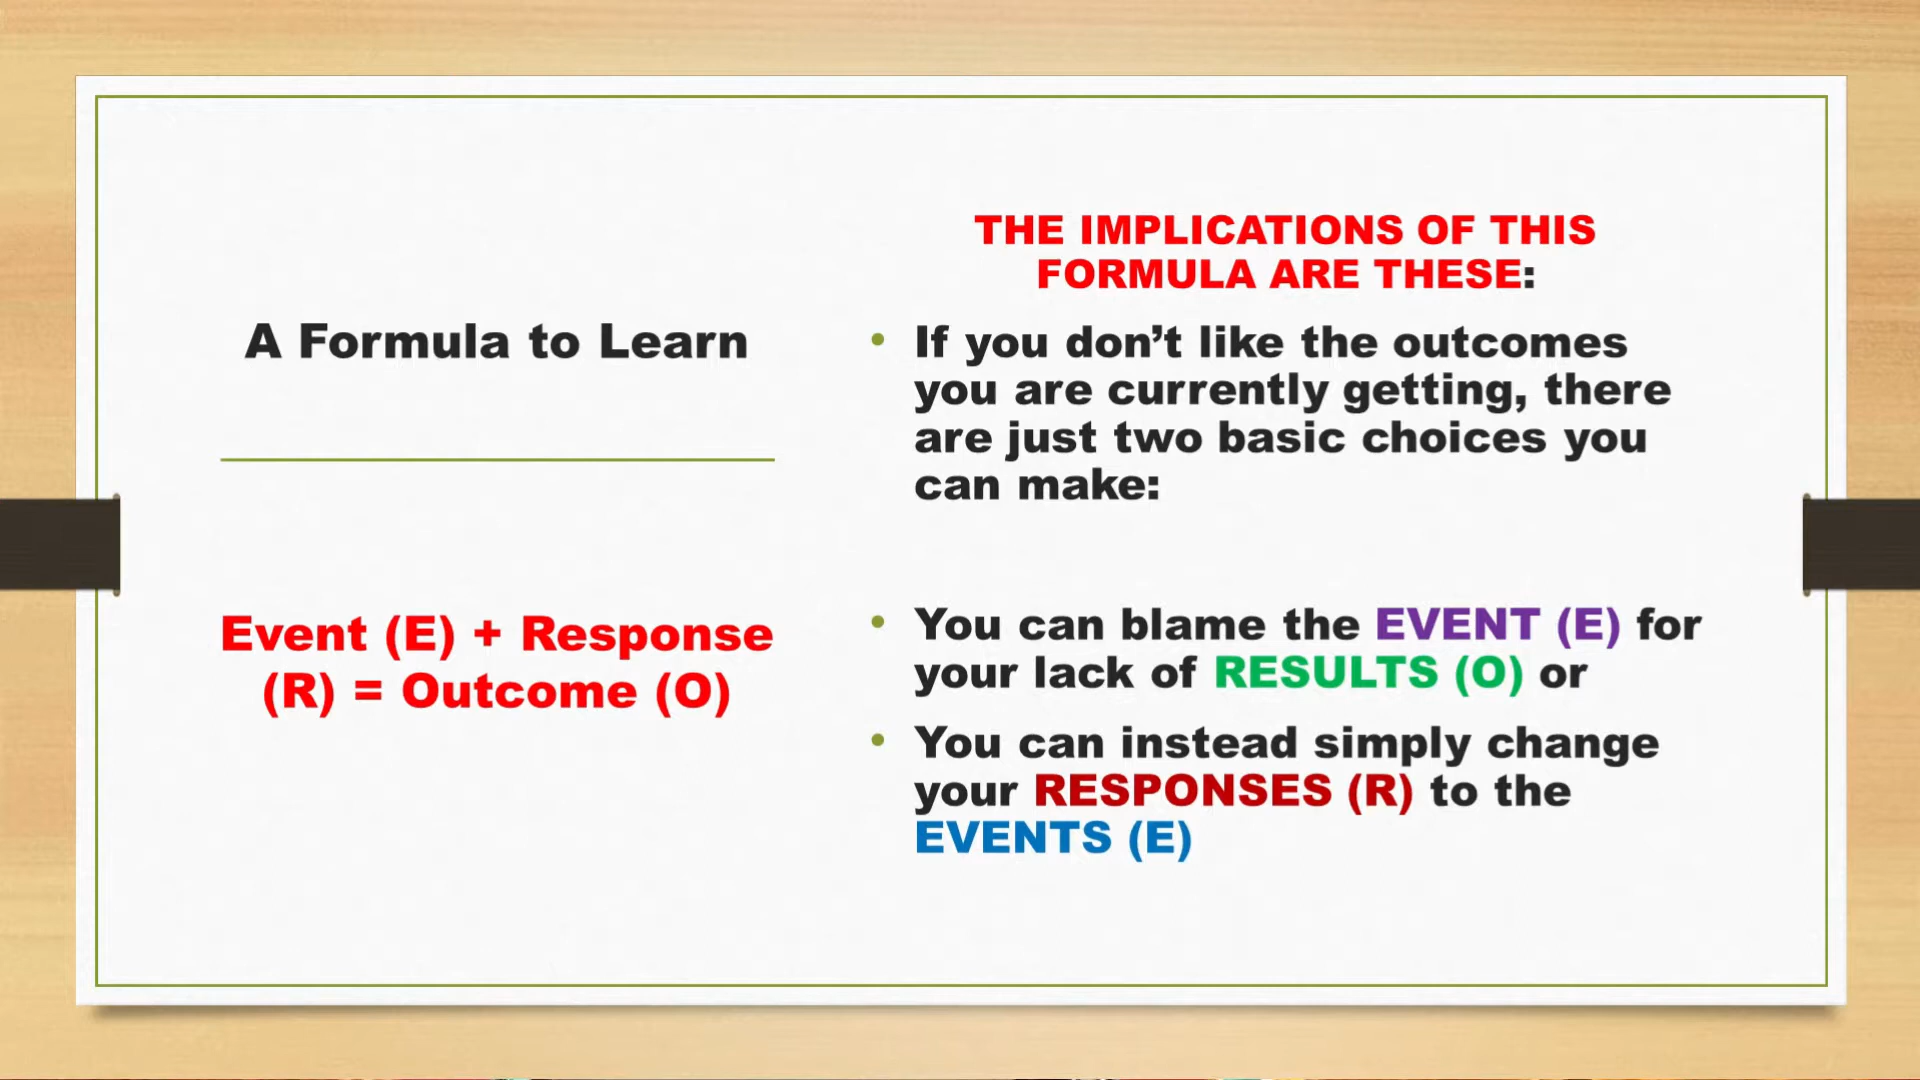 A Formula to Learn
Event (E) + Response
(R) = Outcome (O)
THE IMPLICATIONS OF THIS
FORMULA ARE THESE:
• If you don’t like the outcomes
you are currently getting, there
are just two basic choices you
can make:
• You can blame the EVENT (E) for
your lack of RESULTS (O) or
• You can instead simply change
your RESPONSES (R) to the
EVENTS (E)